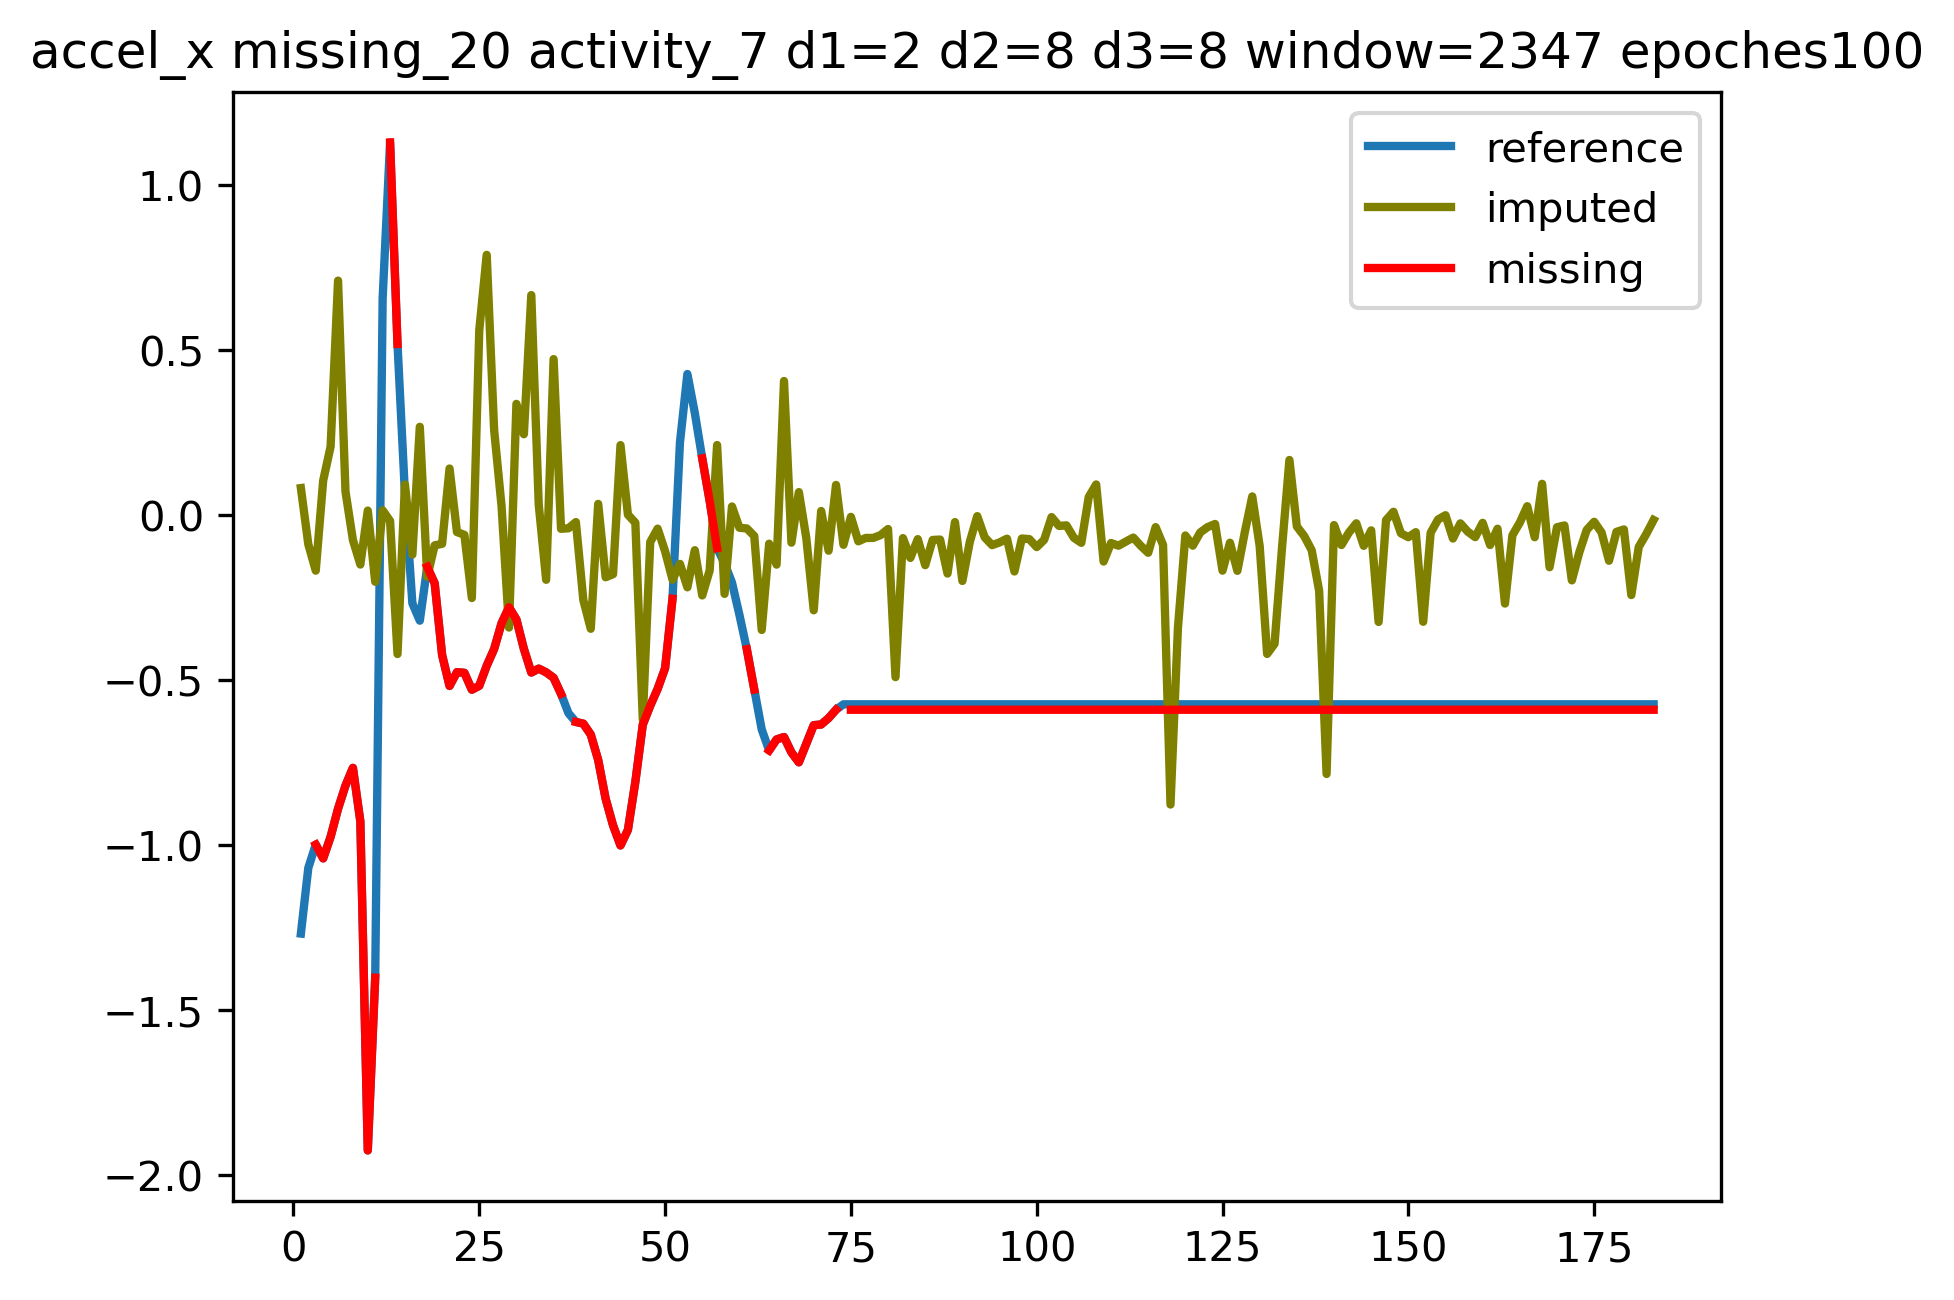 accel_x missing_20 activity_7 d1=2 d2=8 d3=8 window=2347 epoches100
reference
imputed
missing
1.0
0.5
0.0
−0.5
−1.0
−1.5
−2.0
0 25 50 75 100 125 150 175